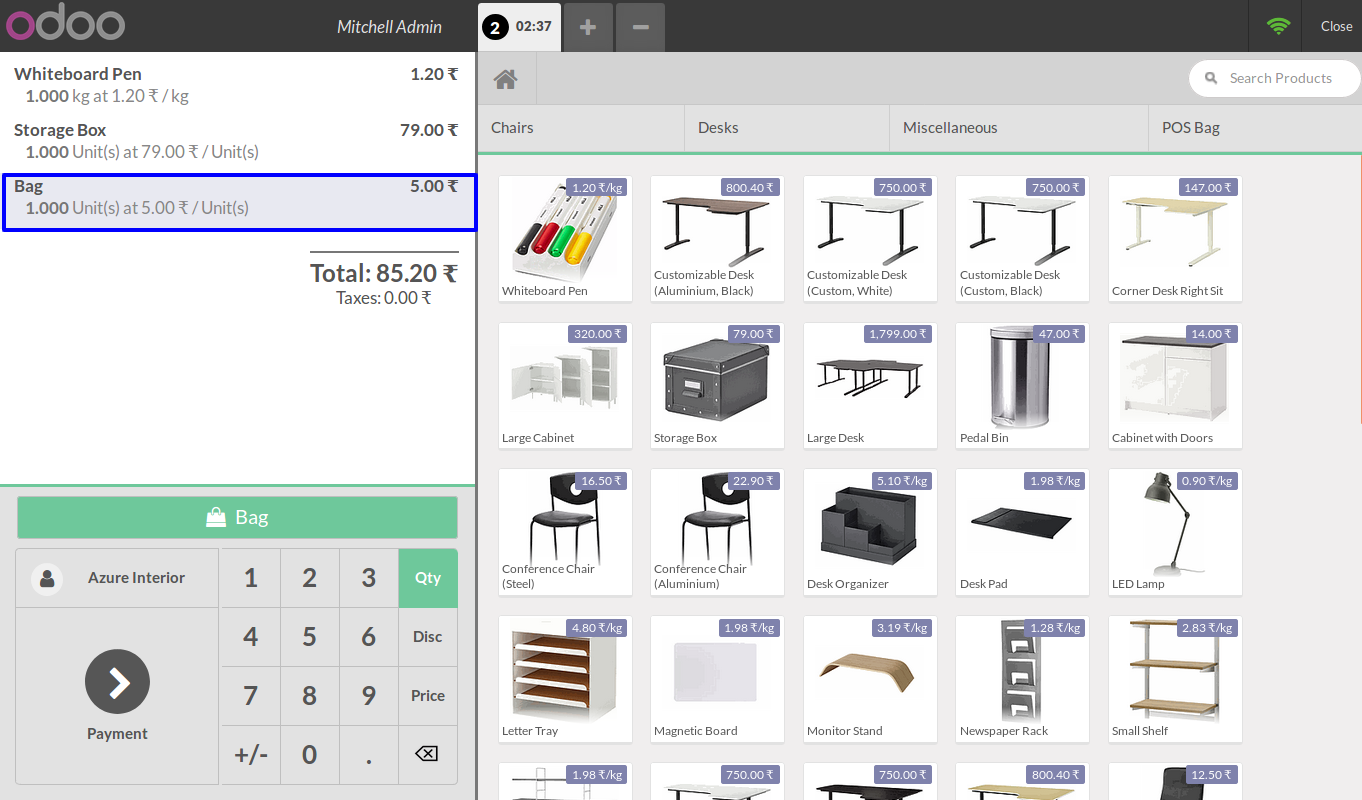 odoo
Mitchell Admin
2 02:37
Close
Whiteboard Pen 1.20 ₹
1.000 kg at 1.20 ₹ / kg
Storage Box 79.00 ₹
1.000 Unit(s) at 79.00 ₹ / Unit(s)
Bag 5.00 ₹
1.000 Unit(s) at 5.00 ₹ / Unit(s)
Total: 85.20 ₹
Taxes: 0.00 ₹
Bag
Azure Interior
Payment
1 2 3 Qty
4 5 6 Disc
7 8 9 Price
+/- 0 .
Search Products
Chairs Desks Miscellaneous POS Bag
1.20 ₹/kg
Whiteboard Pen
800.40 ₹
Customizable Desk
(Aluminium, Black)
750.00 ₹
Customizable Desk
(Custom, White)
750.00 ₹
Customizable Desk
(Custom, Black)
147.00 ₹
Corner Desk Right Sit
320.00 ₹
Large Cabinet
79.00 ₹
Storage Box
1,799.00 ₹
Large Desk
47.00 ₹
Pedal Bin
14.00 ₹
Cabinet with Doors
16.50 ₹
Conference Chair
(Steel)
22.90 ₹
Conference Chair
(Aluminium)
5.10 ₹/kg
Desk Organizer
1.98 ₹/kg
Desk Pad
0.90 ₹/kg
LED Lamp
4.80 ₹/kg
Letter Tray
1.98 ₹/kg
Magnetic Board
3.19 ₹/kg
Monitor Stand
1.28 ₹/kg
Newspaper Rack
2.83 ₹/kg
Small Shelf
1.98 ₹/kg
750.00 ₹
750.00 ₹
800.40 ₹
12.50 ₹